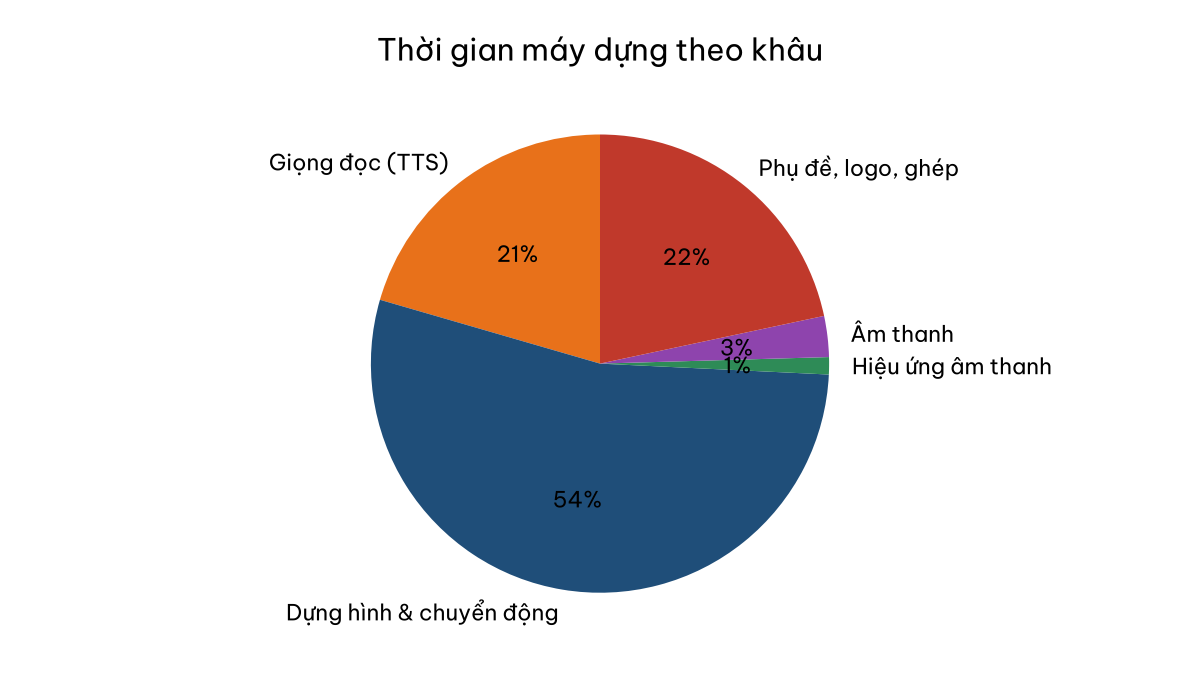 Thời gian máy dựng theo khâu
Giọng đọc (TTS)
Phụ đề, logo, ghép
21%
22%
Âm thanh
3%
1%
Hiệu ứng âm thanh
54%
Dựng hình & chuyển động